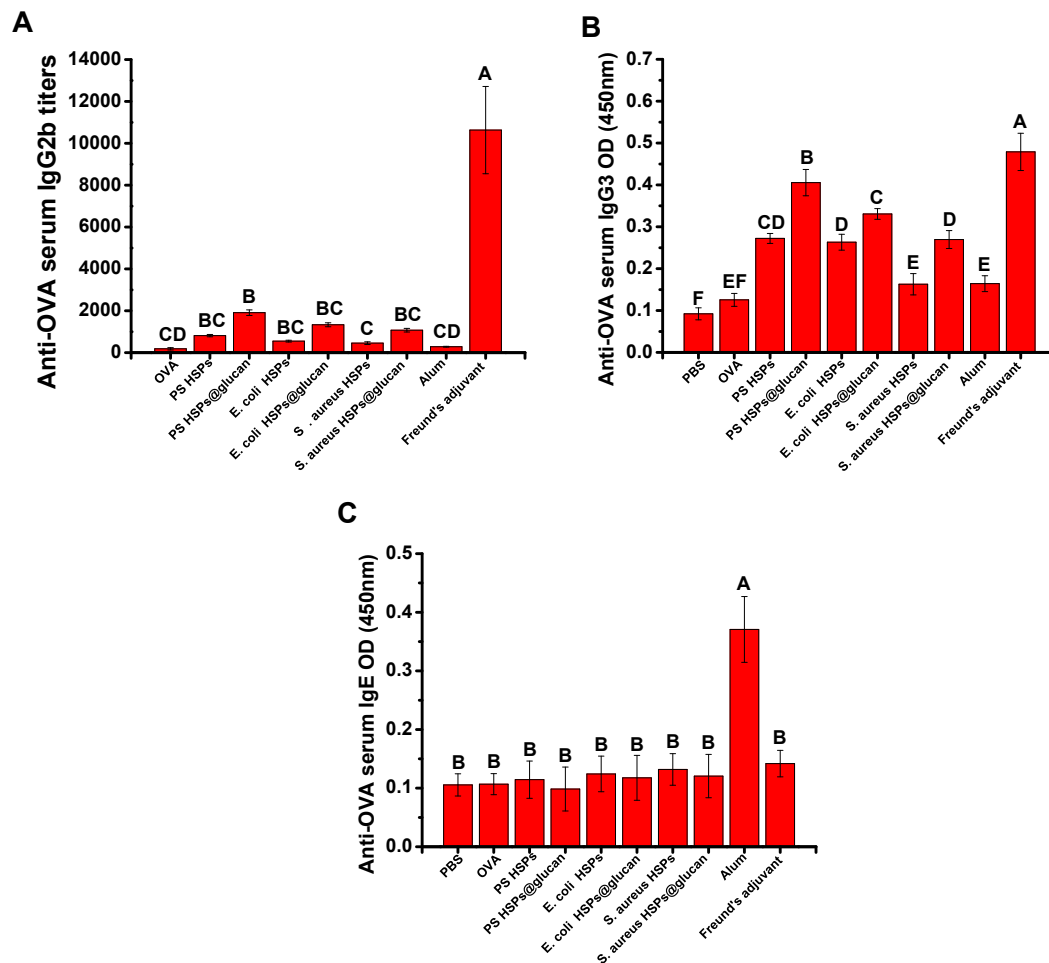 A
Anti-OVA serum IgG2b titers
14000
12000
10000
8000
6000
4000
2000
0
CD
BC
B
BC
BC
C
BC
CD
A
OVA
PS HSPs
PS HSPs@glucan
E. coli HSPs
E. coli HSPs@glucan
S . aureus HSPs
S. aureus HSPs@glucan
Alum
Freund's adjuvant
B
Anti-OVA serum IgG3 OD (450nm)
0.7
0.6
0.5
0.4
0.3
0.2
0.1
0.0
F
EF
CD
B
D
C
E
D
E
A
PBS
OVA
PS HSPs
PS HSPs@glucan
E. coli HSPs
E. coli HSPs@glucan
S. aureus HSPs
S. aureus HSPs@glucan
Alum
Freund's adjuvant
C
Anti-OVA serum IgE OD (450nm)
0.5
0.4
0.3
0.2
0.1
0.0
B
B
B
B
B
B
B
B
A
B
PBS
OVA
PS HSPs
PS HSPs@glucan
E. coli HSPs
E. coli HSPs@glucan
S. aureus HSPs
S. aureus HSPs@glucan
Alum
Freund's adjuvant